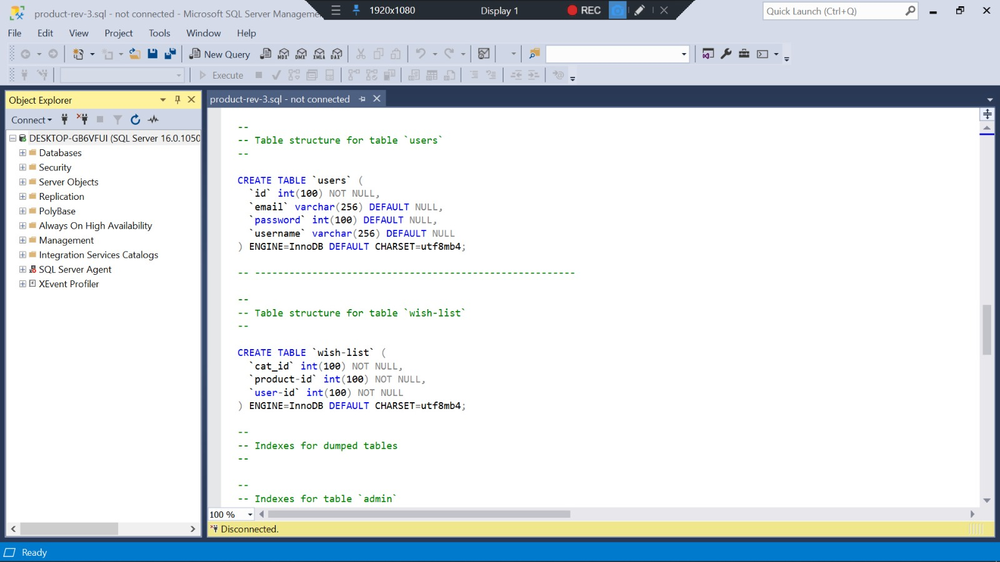 product-rev-3.sql - not connected - Microsoft SQL Server Manageme
1920x1080
Display 1
REC
Quick Launch (Ctrl+Q)
File Edit View Project Tools Window Help
New Query
MDX DMX XMLA DAX
Execute
Object Explorer
product-rev-3.sql - not connected
Connect
DESKTOP-GB6VFUI (SQL Server 16.0.1050
Databases
Security
Server Objects
Replication
PolyBase
Always On High Availability
Management
Integration Services Catalogs
SQL Server Agent
XEvent Profiler
--
-- Table structure for table `users`
--
CREATE TABLE `users` (
`id` int(100) NOT NULL,
`email` varchar(256) DEFAULT NULL,
`password` int(100) DEFAULT NULL,
`username` varchar(256) DEFAULT NULL
) ENGINE=InnoDB DEFAULT CHARSET=utf8mb4;
-- --------------------------------------------------------
--
-- Table structure for table `wish-list`
--
CREATE TABLE `wish-list` (
`cat_id` int(100) NOT NULL,
`product-id` int(100) NOT NULL,
`user-id` int(100) NOT NULL
) ENGINE=InnoDB DEFAULT CHARSET=utf8mb4;
--
-- Indexes for dumped tables
--
--
-- Indexes for table `admin`
100 %
Disconnected.
Ready